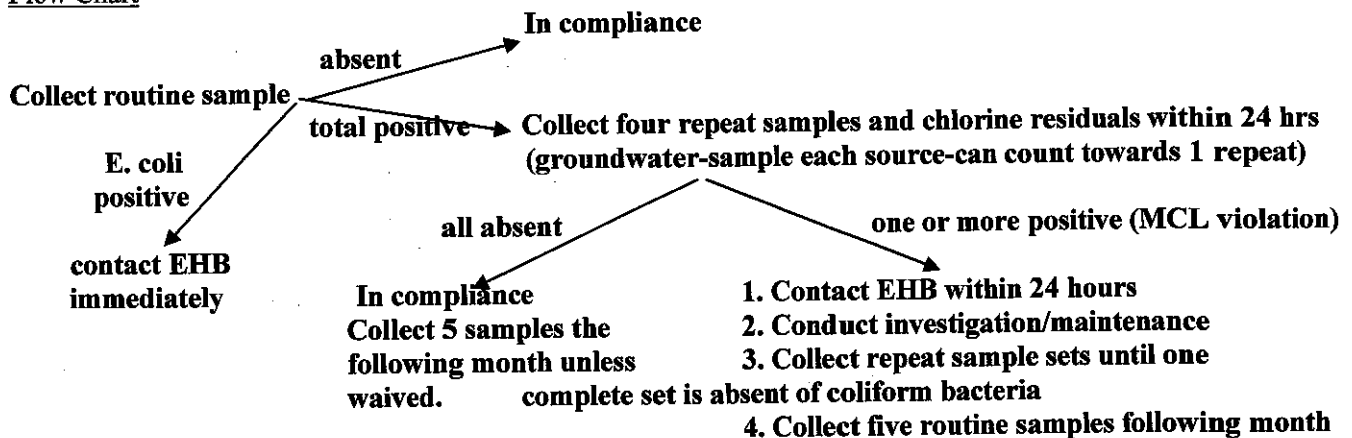 Flow Chart
In compliance
absent
Collect routine sample
total positive
Collect four repeat samples and chlorine residuals within 24 hrs
(groundwater-sample each source-can count towards 1 repeat)
E. coli
positive
contact EHB
immediately
all absent
one or more positive (MCL violation)
In compliance
Collect 5 samples the
following month unless
waived.
1. Contact EHB within 24 hours
2. Conduct investigation/maintenance
3. Collect repeat sample sets until one
complete set is absent of coliform bacteria
4. Collect five routine samples following month